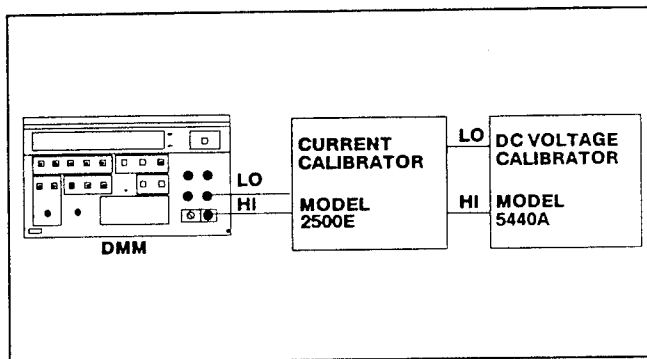 LO
HI
DMM
CURRENT
CALIBRATOR
MODEL
2500E
LO
HI
DC VOLTAGE
CALIBRATOR
MODEL
5440A